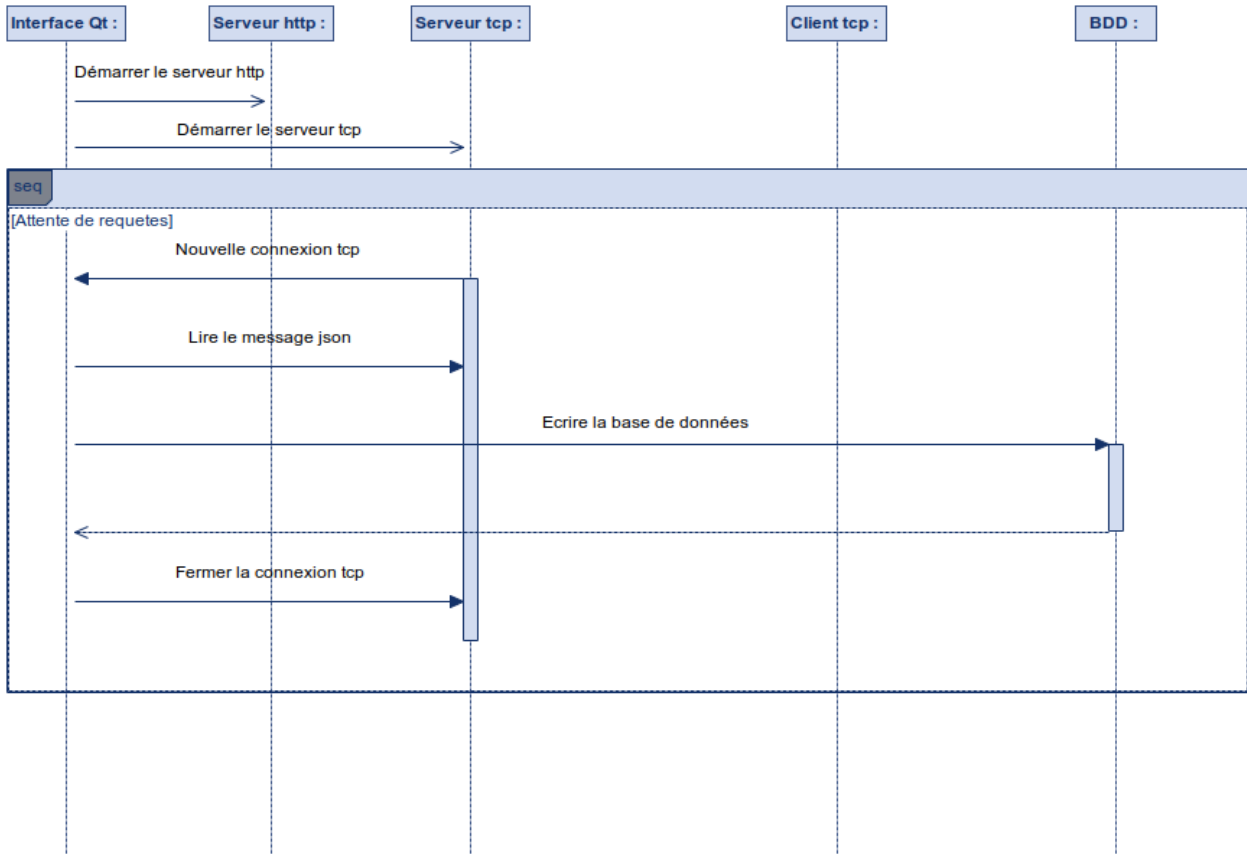 Interface Qt :
Serveur http :
Serveur tcp :
Client tcp :
BDD :
Démarrer le serveur http
Démarrer le serveur tcp
seq
[Attente de requetes]
Nouvelle connexion tcp
Lire le message json
Ecrire la base de données
Fermer la connexion tcp